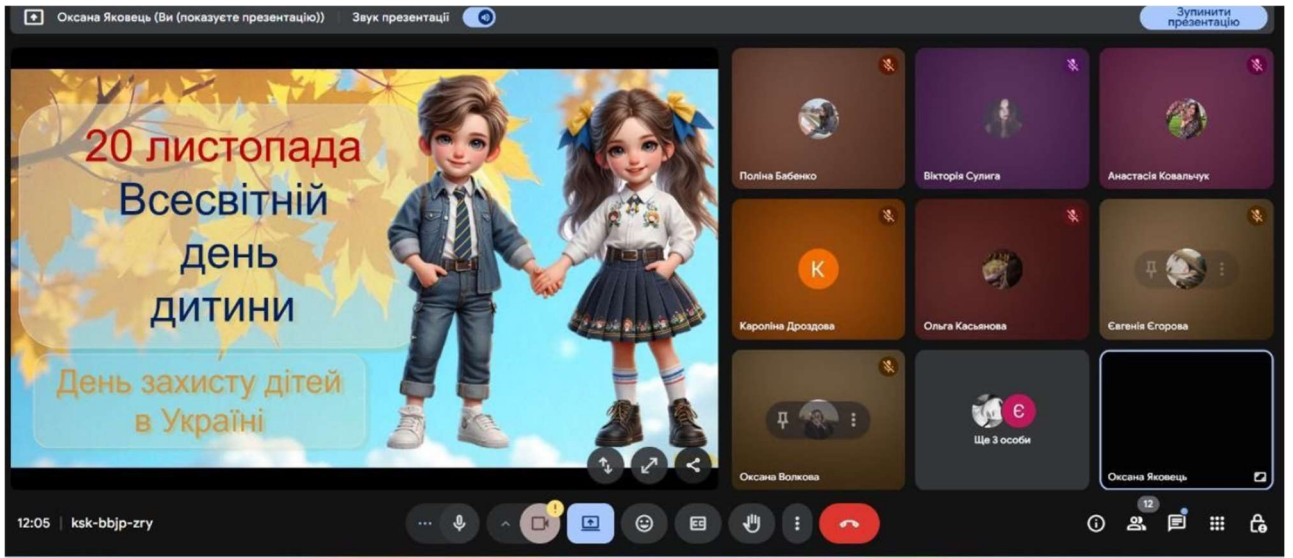 Оксана Яковець (Ви (показуєте презентацію))
Звук презентації
Зупинити
презентацію
20 листопада
Всесвітній
день
дитини
День захисту дітей
в Україні
Поліна Бабенко
Вікторія Сулига
Анастасія Ковальчук
К
Кароліна Дроздова
Ольга Касьянова
Євгенія Єгорова
Оксана Волкова
Є
Ще 3 особи
Оксана Яковець
12:05 | ksk-bbjp-zry
CC
12